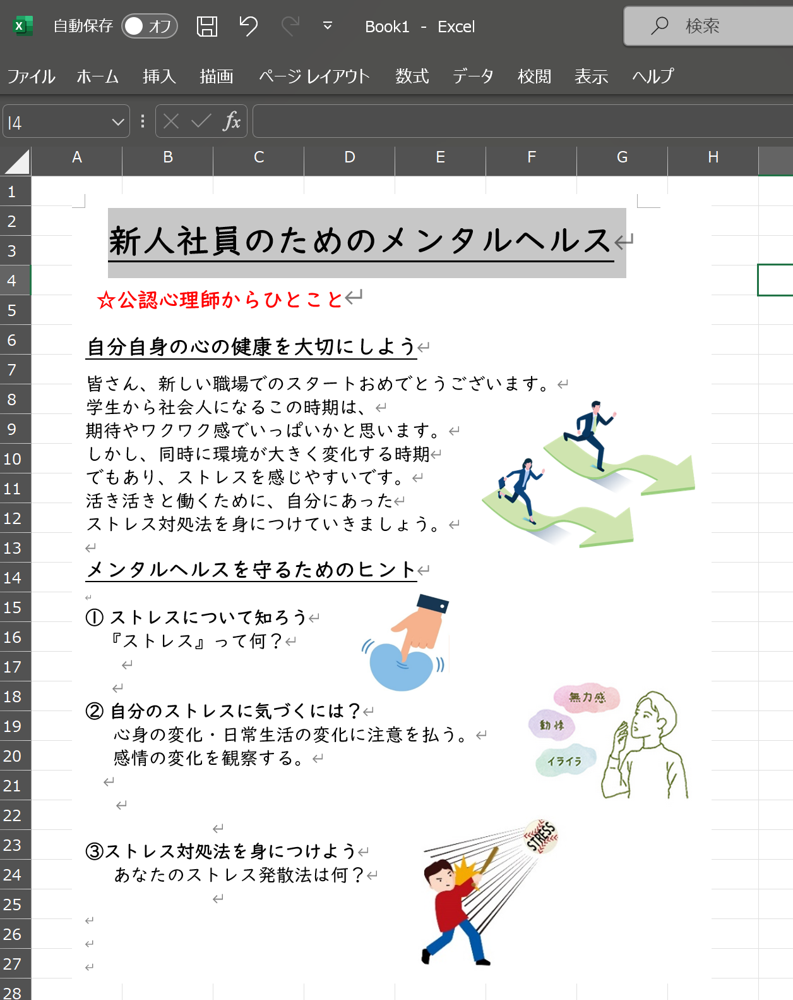 自動保存 オフ Book1 - Excel 検索
ファイル ホーム 挿入 描画 ページ レイアウト 数式 データ 校閲 表示 ヘルプ
I4 fx
A B C D E F G H
1
2
3
4
5
6
7
8
9
10
11
12
13
14
15
16
17
18
19
20
21
22
23
24
25
26
27
28
新人社員のためのメンタルヘルス↵
☆公認心理師からひとこと↵
自分自身の心の健康を大切にしよう↵
皆さん、新しい職場でのスタートおめでとうございます。↵
学生から社会人になるこの時期は、↵
期待やワクワク感でいっぱいかと思います。↵
しかし、同時に環境が大きく変化する時期↵
でもあり、ストレスを感じやすいです。↵
活き活きと働くために、自分にあった↵
ストレス対処法を身につけていきましょう。↵
↵
メンタルヘルスを守るためのヒント↵
↵
① ストレスについて知ろう↵
『ストレス』って何？↵
↵
↵
② 自分のストレスに気づくには？↵
心身の変化・日常生活の変化に注意を払う。↵
感情の変化を観察する。↵
無力感
動悸
イライラ
↵
↵
↵
③ストレス対処法を身につけよう↵
あなたのストレス発散法は何？↵
STRESS
↵
↵
↵
↵